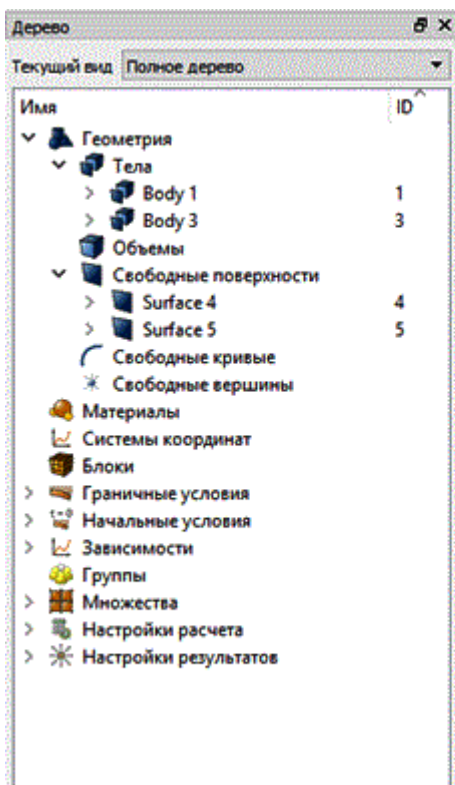 Дерево
Текущий вид Полное дерево
Имя ID
Геометрия
Тела
Body 1 1
Body 3 3
Объемы
Свободные поверхности
Surface 4 4
Surface 5 5
Свободные кривые
Свободные вершины
Материалы
Системы координат
Блоки
Граничные условия
Начальные условия
Зависимости
Группы
Множества
Настройки расчета
Настройки результатов